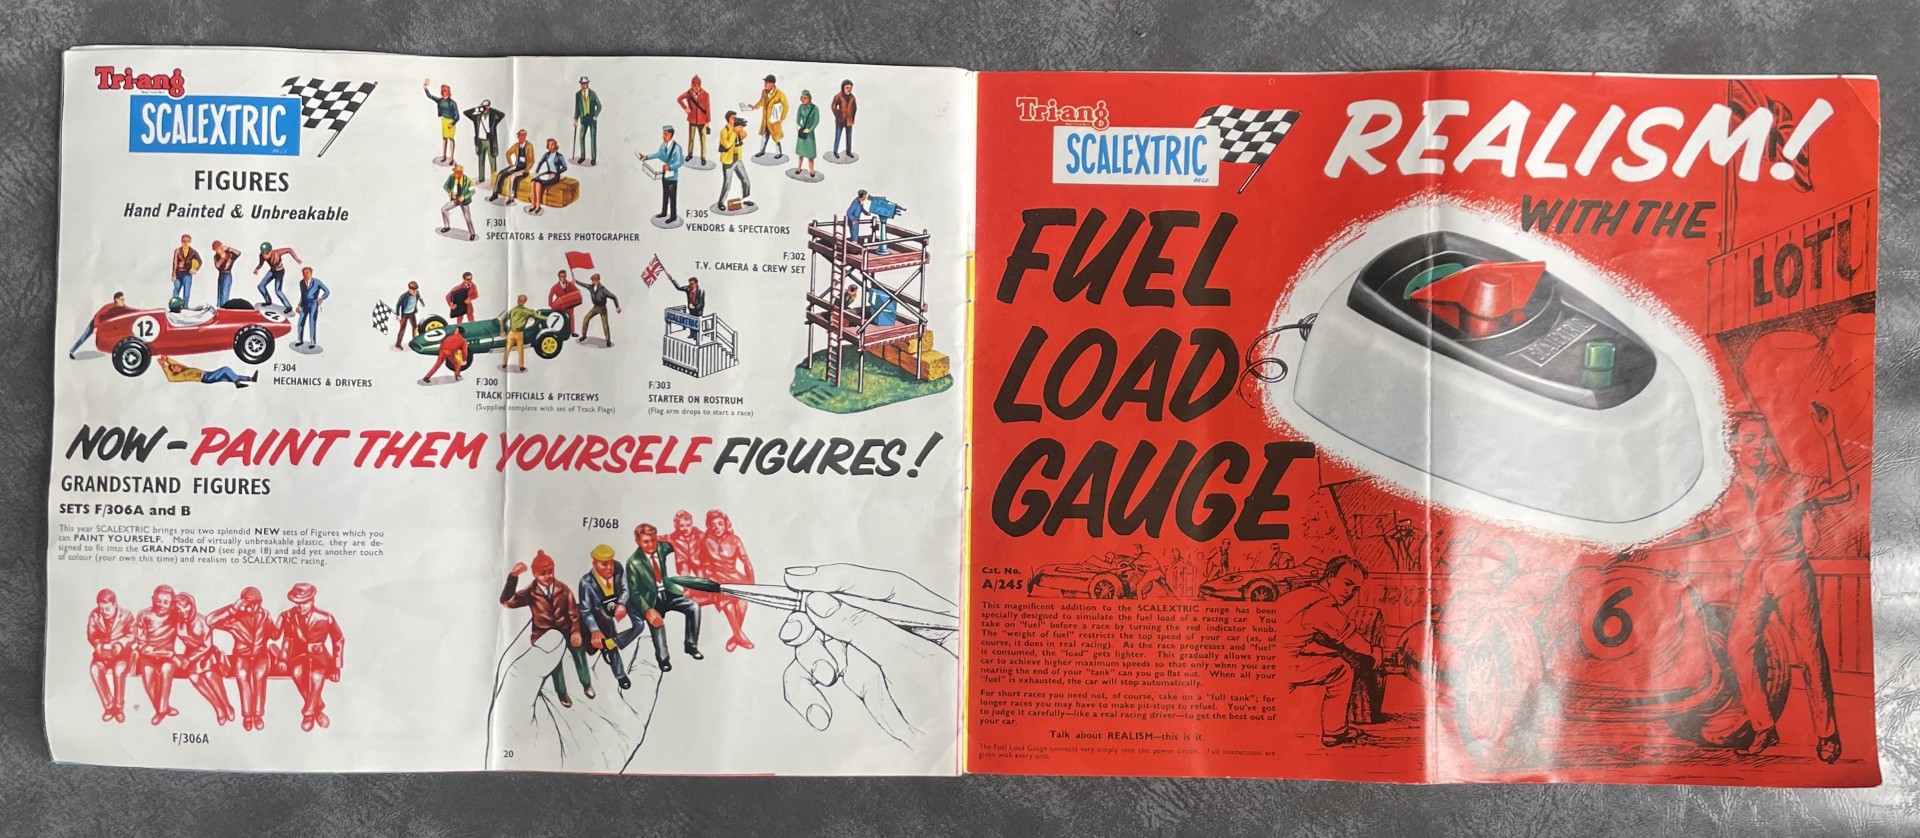 Tri-ang
SCALEXTRIC
FIGURES
Hand Painted & Unbreakable
F/301
SPECTATORS & PRESS PHOTOGRAPHER
F/305
VENDORS & SPECTATORS
F/302
T.V. CAMERA & CREW SET
12
F/304
MECHANICS & DRIVERS
7
F/300
TRACK OFFICIALS & PITCREWS
(Supplied complete with set of Track Flags)
SCALEXTRIC
F/303
STARTER ON ROSTRUM
(Flag arm drops to start a race)
NOW - PAINT THEM YOURSELF FIGURES!
GRANDSTAND FIGURES
SETS F/306A and B
This year SCALEXTRIC brings you two splendid NEW sets of Figures which you
can PAINT YOURSELF. Made of virtually unbreakable plastic, they are de-
signed to fit into the GRANDSTAND (see page 18) and add yet another touch
of colour (your own this time) and realism to SCALEXTRIC racing.
F/306B
F/306A
20
Tri-ang
SCALEXTRIC
REALISM!
WITH THE
FUEL
LOAD
GAUGE
LOTU
SCALEXTRIC
6
Cat. No.
A/245
This magnificent addition to the SCALEXTRIC range has been
specially designed to simulate the fuel load of a racing car. You
take on "fuel" before a race by turning the red indicator knob.
The "weight of fuel" restricts the top speed of your car (as, of
course, it does in real racing). As the race progresses and "fuel"
is consumed, the "load" gets lighter. This gradually allows your
car to achieve higher maximum speeds so that only when you are
nearing the end of your "tank" can you go flat out. When all your
"fuel" is exhausted, the car will stop automatically.
For short races you need not, of course, take on a "full tank"; for
longer races you may have to make pit-stops to refuel. You've got
to judge it carefully—like a real racing driver—to get the best out of
your car.
Talk about REALISM—this is it
The Fuel Load Gauge connects very simply into the power circuit. Full instructions are
given with every unit.